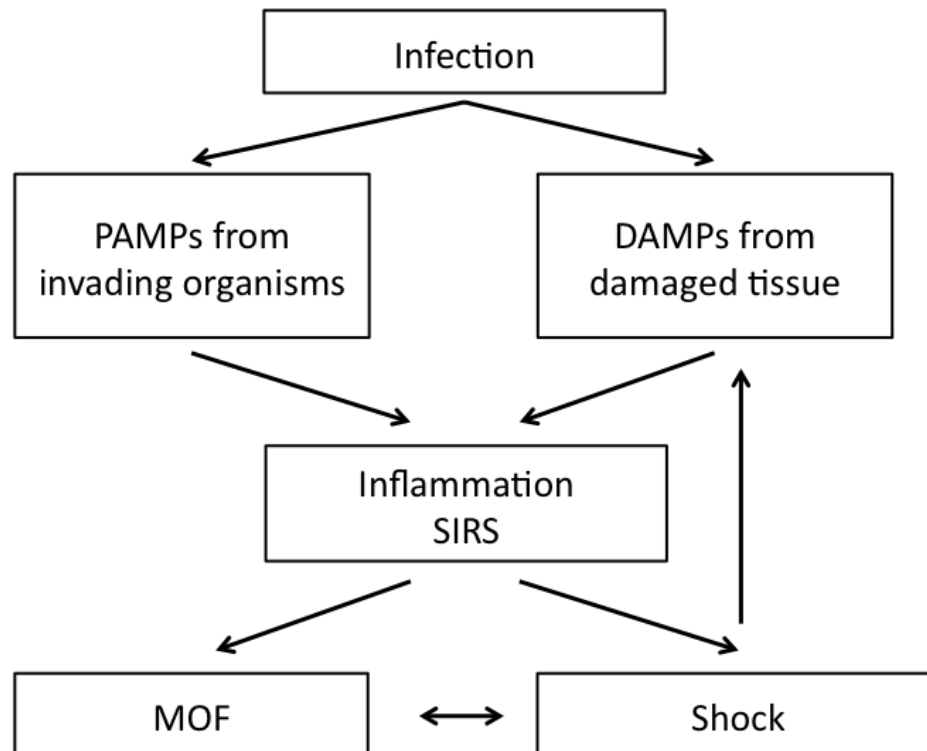 Infection
PAMPs from
invading organisms
DAMPs from
damaged tissue
Inflammation
SIRS
MOF
Shock